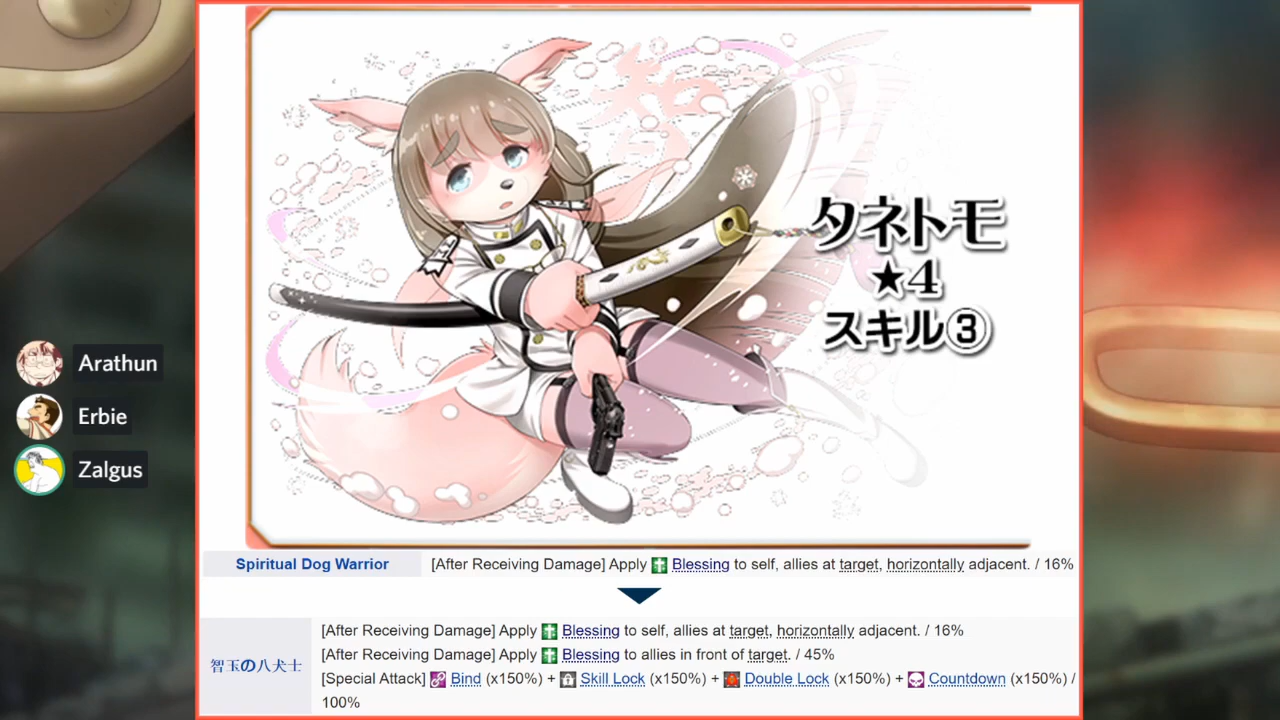 タネトモ
★4
スキル③
Arathun
Erbie
Zalgus
Spiritual Dog Warrior
[After Receiving Damage] Apply Blessing to self, allies at target, horizontally adjacent. / 16%
智玉の八犬士
[After Receiving Damage] Apply Blessing to self, allies at target, horizontally adjacent. / 16%
[After Receiving Damage] Apply Blessing to allies in front of target. / 45%
[Special Attack] Bind (x150%) + Skill Lock (x150%) + Double Lock (x150%) + Countdown (x150%) /
100%